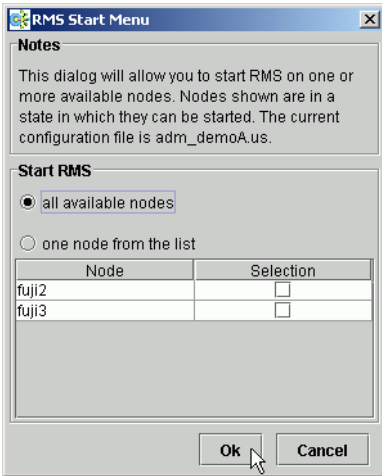 RMS Start Menu
Notes
This dialog will allow you to start RMS on one or
more available nodes. Nodes shown are in a
state in which they can be started. The current
configuration file is adm_demoA.us.
Start RMS
all available nodes
one node from the list
Node Selection
fuji2
fuji3
Ok Cancel